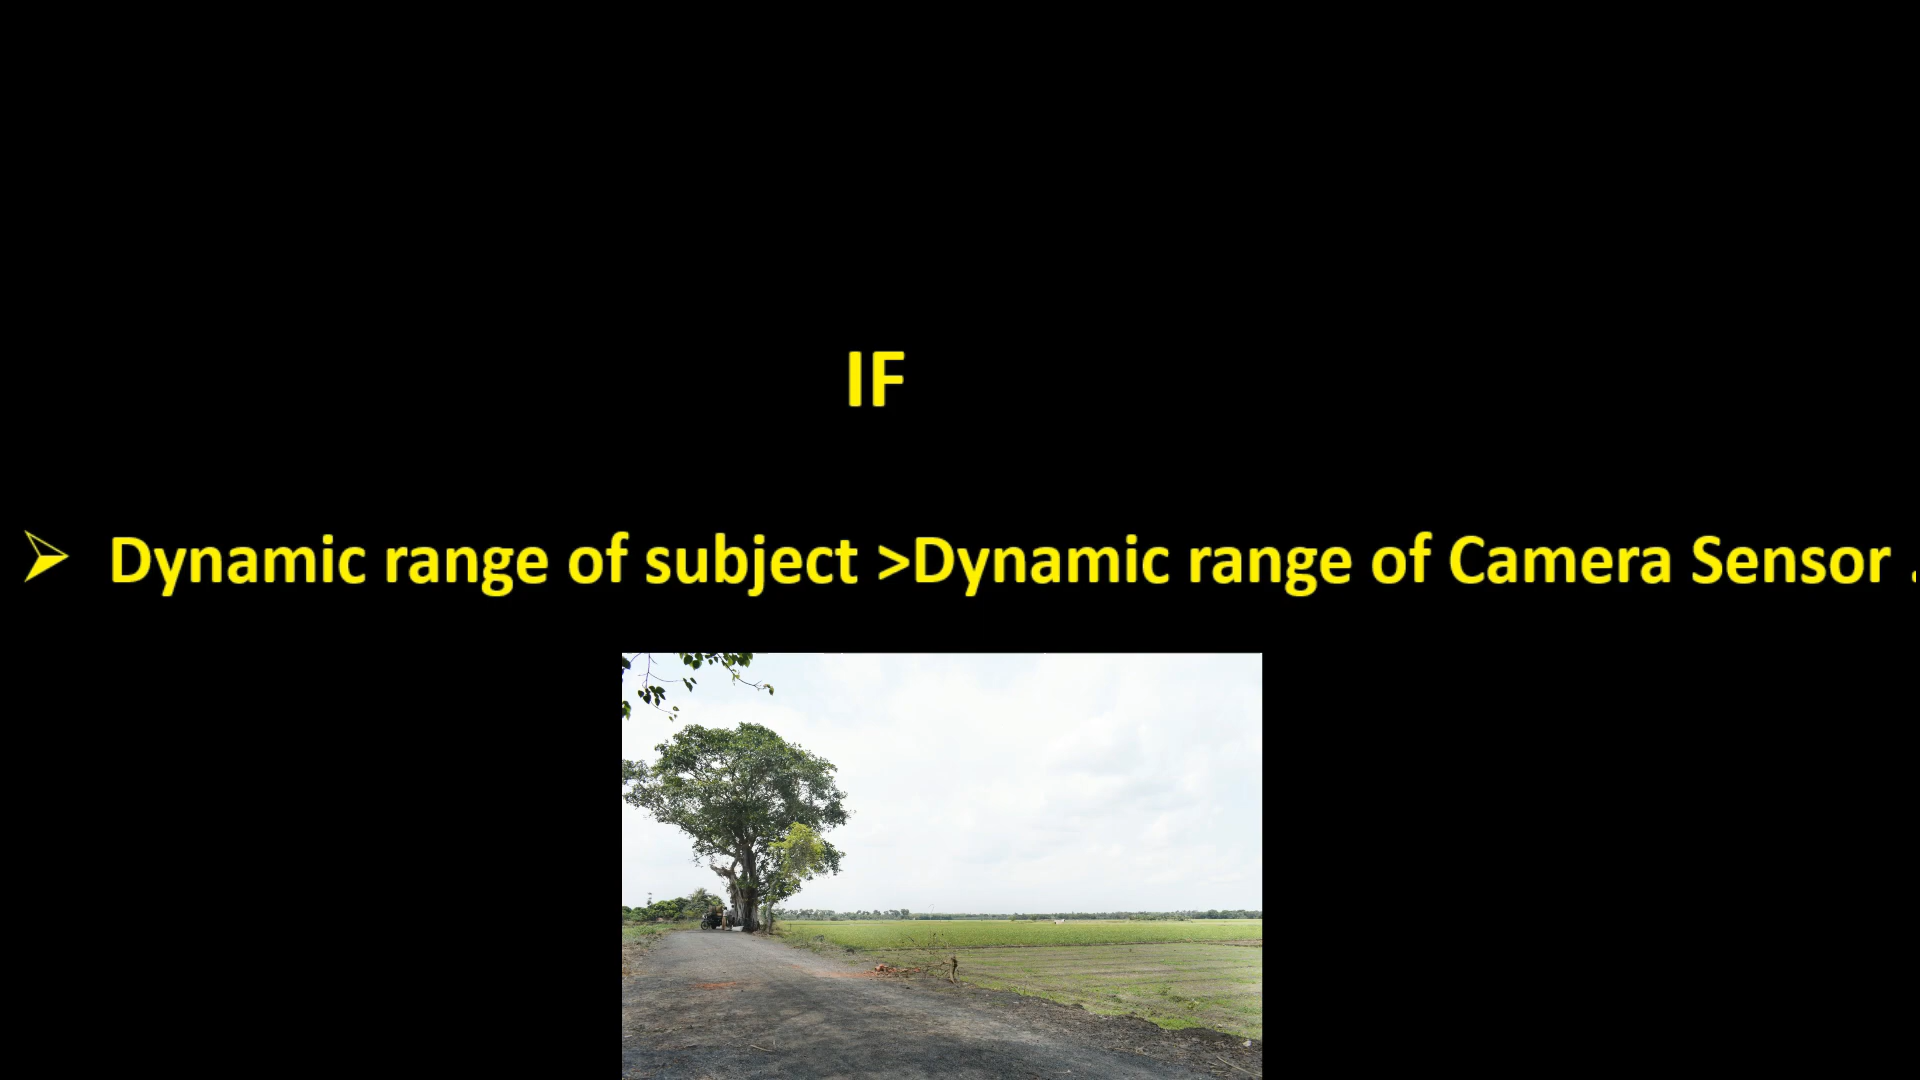 IF
➢ Dynamic range of subject >Dynamic range of Camera Sensor .